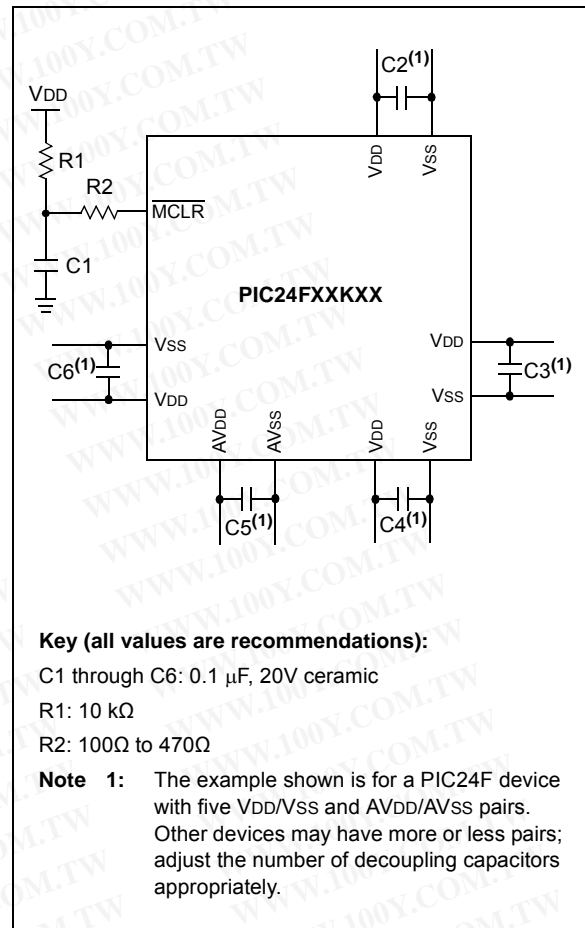 C2(1)
VDD
VDD
VSS
R1
R2
MCLR
C1
PIC24FXXKXX
VSS
VDD
C6(1)
C3(1)
VDD
VSS
AVDD
AVSS
VDD
VSS
C5(1)
C4(1)
Key (all values are recommendations):
C1 through C6: 0.1 μF, 20V ceramic
R1: 10 kΩ
R2: 100Ω to 470Ω
Note 1: The example shown is for a PIC24F device
with five VDD/VSS and AVDD/AVSS pairs.
Other devices may have more or less pairs;
adjust the number of decoupling capacitors
appropriately.
WWW.100Y.COM.TW